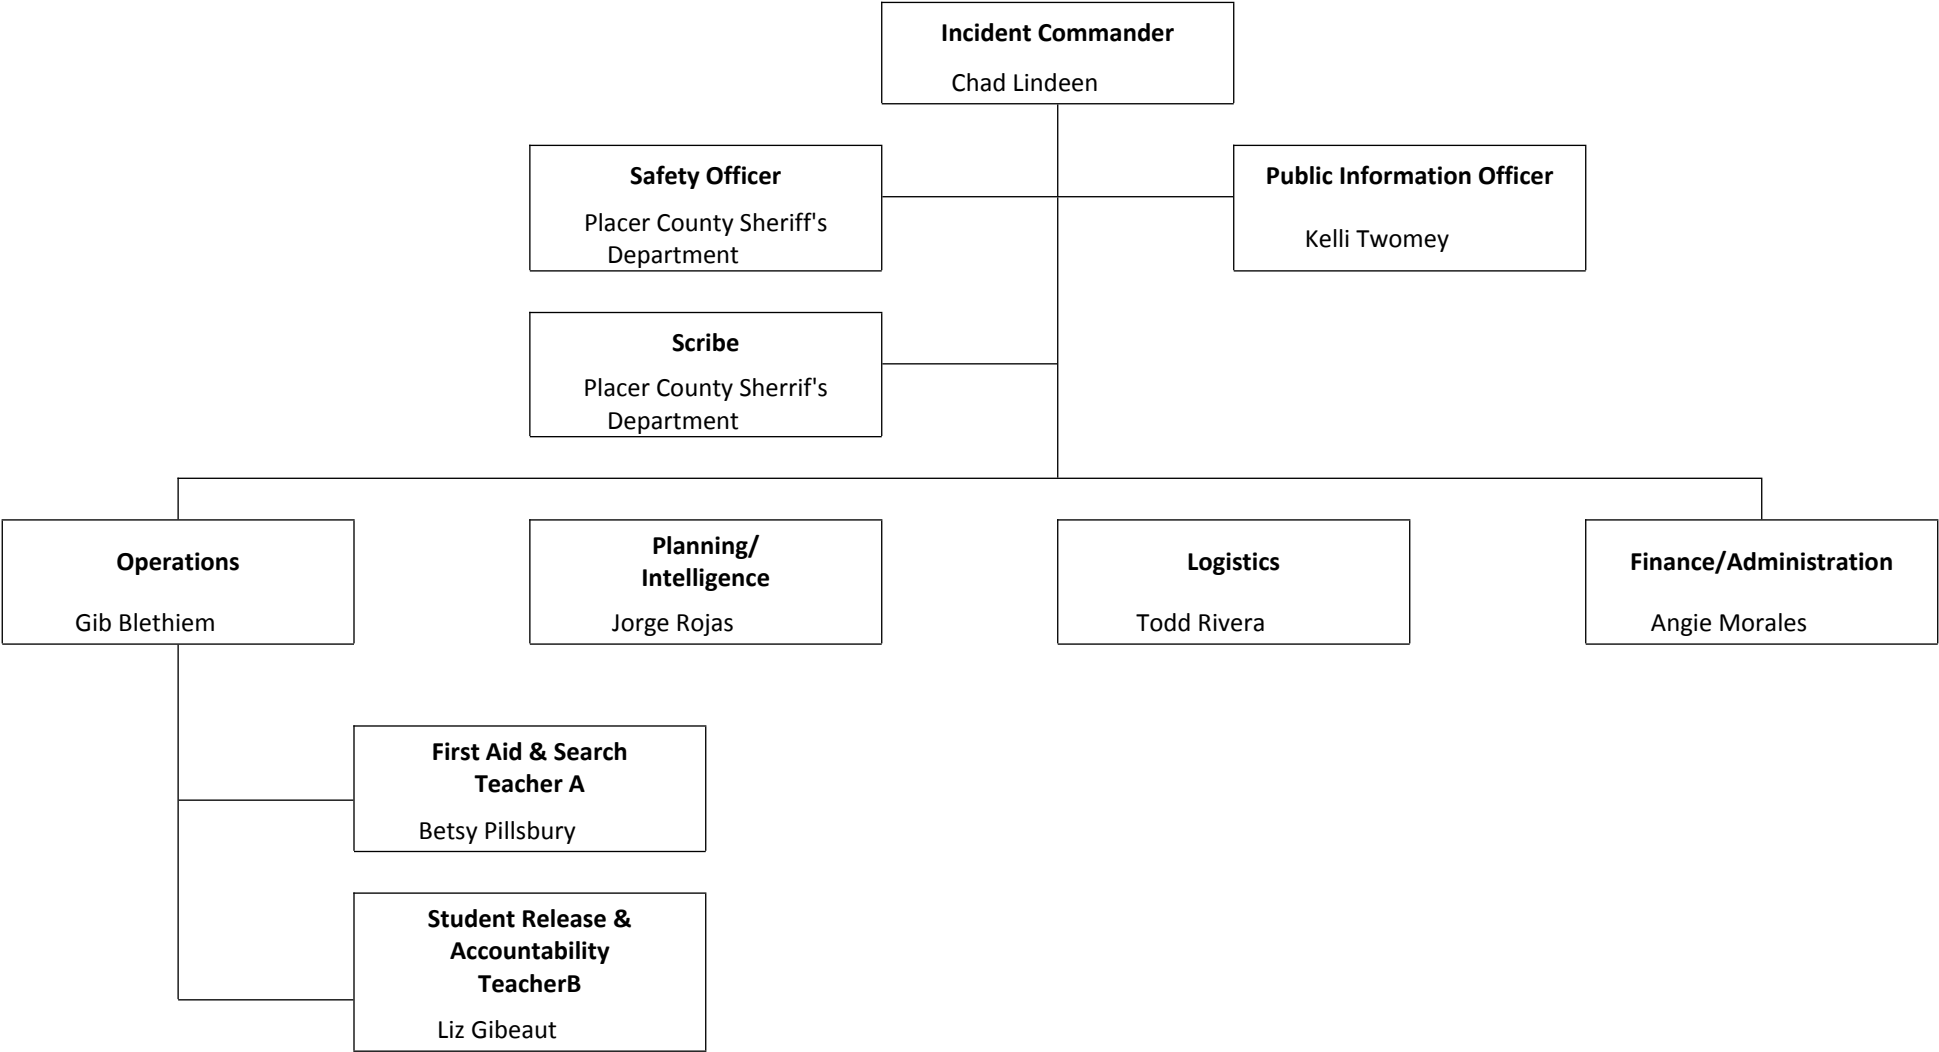 Incident Commander
Chad Lindeen
Safety Officer
Placer County Sheriff's
Department
Public Information Officer
Kelli Twomey
Scribe
Placer County Sherrif's
Department
Operations
Gib Blethiem
Planning/
Intelligence
Jorge Rojas
Logistics
Todd Rivera
Finance/Administration
Angie Morales
First Aid & Search
Teacher A
Betsy Pillsbury
Student Release &
Accountability
TeacherB
Liz Gibeaut